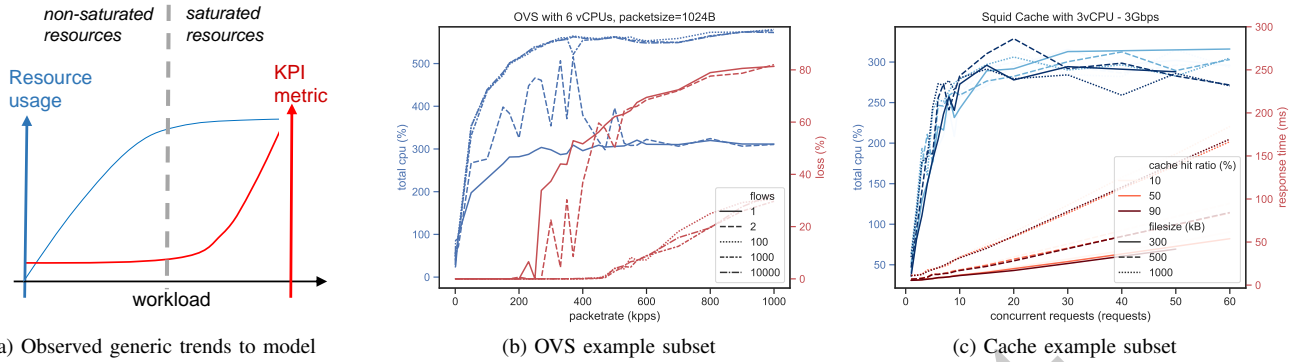 non-saturated
resources
saturated
resources
Resource
usage
KPI
metric
workload
a) Observed generic trends to model
OVS with 6 vCPUs, packetsize=1024B
total cpu (%)
500
400
300
200
100
0
80
60
40
20
0
loss (%)
flows
1
2
100
1000
10000
0
200
400
600
800
1000
packetrate (kpps)
(b) OVS example subset
Squid Cache with 3vCPU - 3Gbps
total cpu (%)
300
250
200
150
100
50
300
250
200
150
100
50
0
response time (ms)
cache hit ratio (%)
10
50
90
filesize (kB)
300
500
1000
0
10
20
30
40
50
60
concurrent requests (requests)
(c) Cache example subset